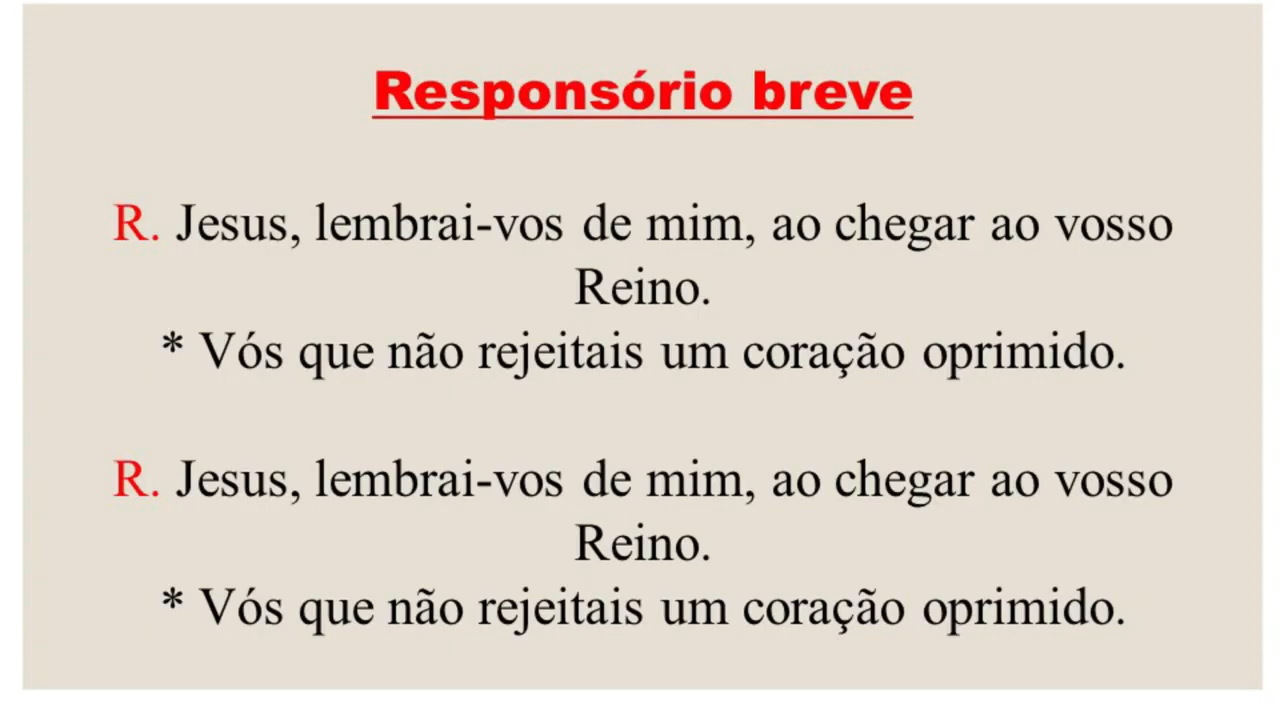 Responsório breve
R. Jesus, lembrai-vos de mim, ao chegar ao vosso
Reino.
* Vós que não rejeitais um coração oprimido.
R. Jesus, lembrai-vos de mim, ao chegar ao vosso
Reino.
* Vós que não rejeitais um coração oprimido.